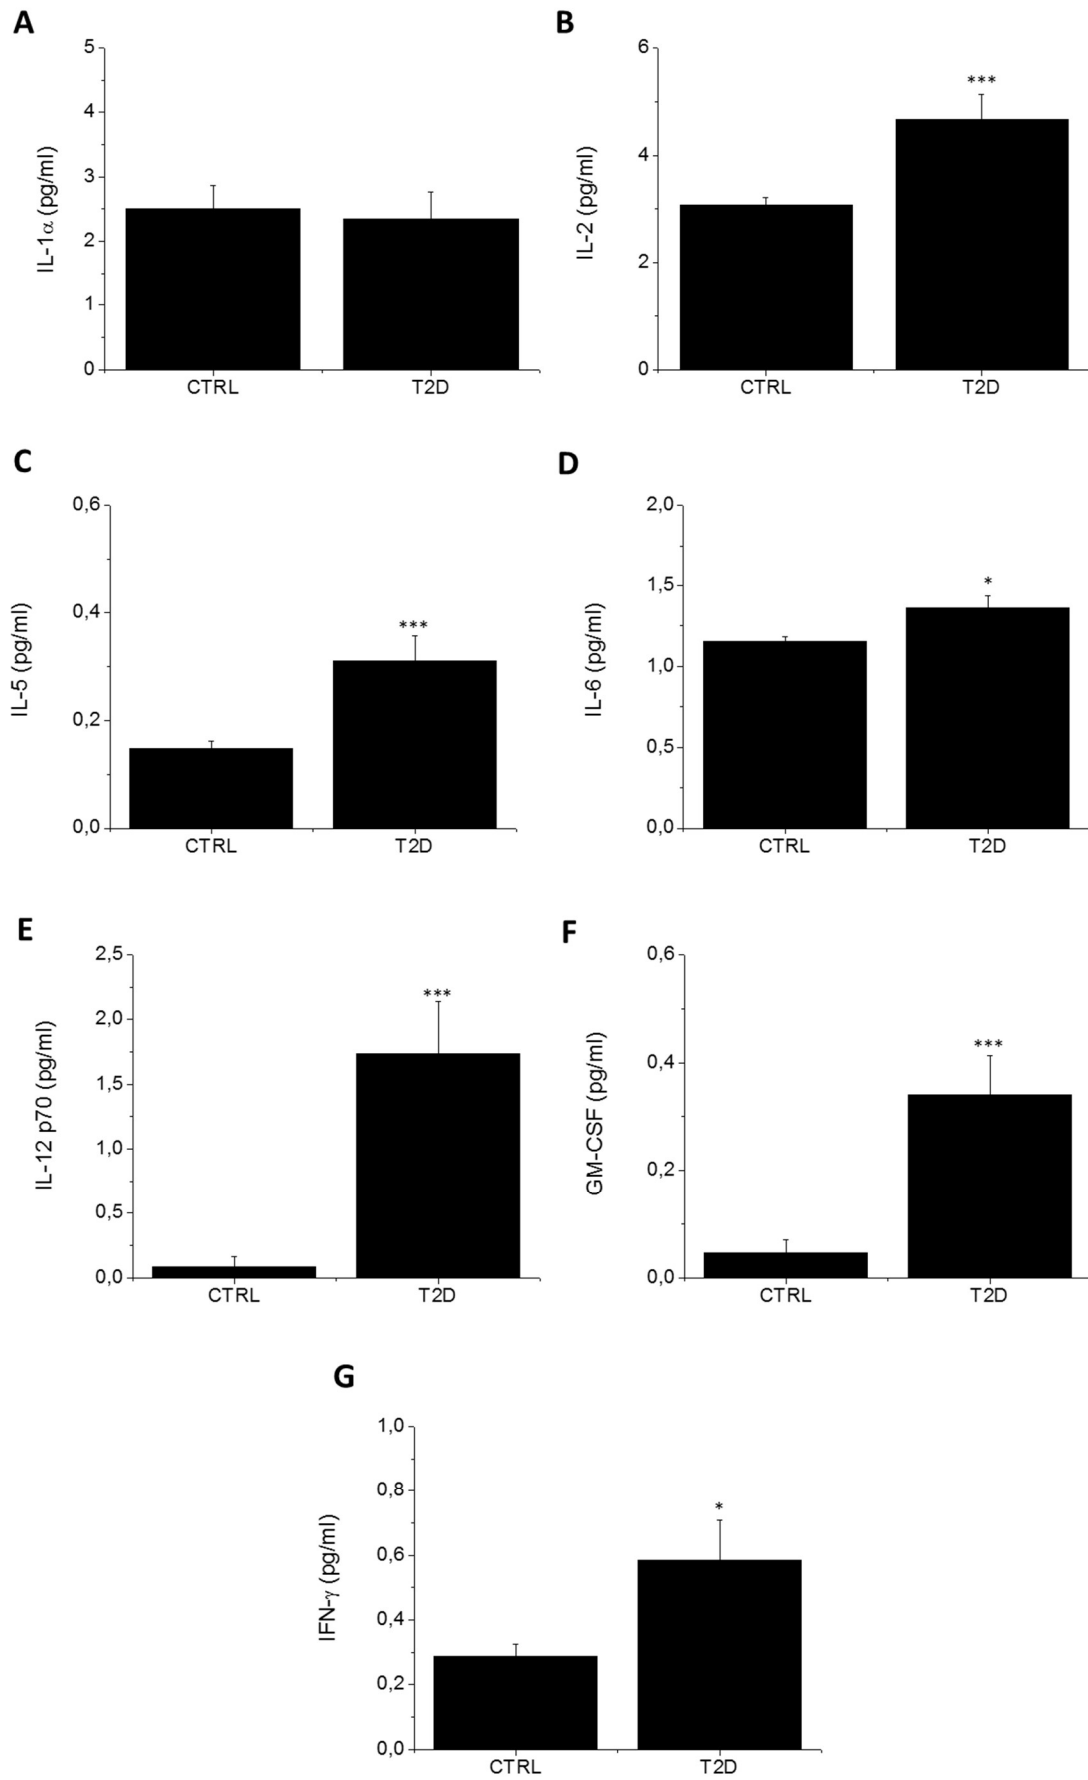 A
IL-1α (pg/ml)
5
4
3
2
1
0
CTRL T2D
B
IL-2 (pg/ml)
6
4
2
0
***
CTRL T2D
C
IL-5 (pg/ml)
0,6
0,4
0,2
0,0
***
CTRL T2D
D
IL-6 (pg/ml)
2,0
1,5
1,0
0,5
0,0
*
CTRL T2D
E
IL-12 p70 (pg/ml)
2,5
2,0
1,5
1,0
0,5
0,0
***
CTRL T2D
F
GM-CSF (pg/ml)
0,6
0,4
0,2
0,0
***
CTRL T2D
G
IFN-γ (pg/ml)
1,0
0,8
0,6
0,4
0,2
0,0
*
CTRL T2D